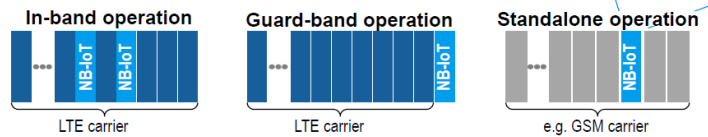 In-band operation
Guard-band operation
Standalone operation
NB-IoT
NB-IoT
NB-IoT
NB-IoT
LTE carrier
LTE carrier
e.g. GSM carrier